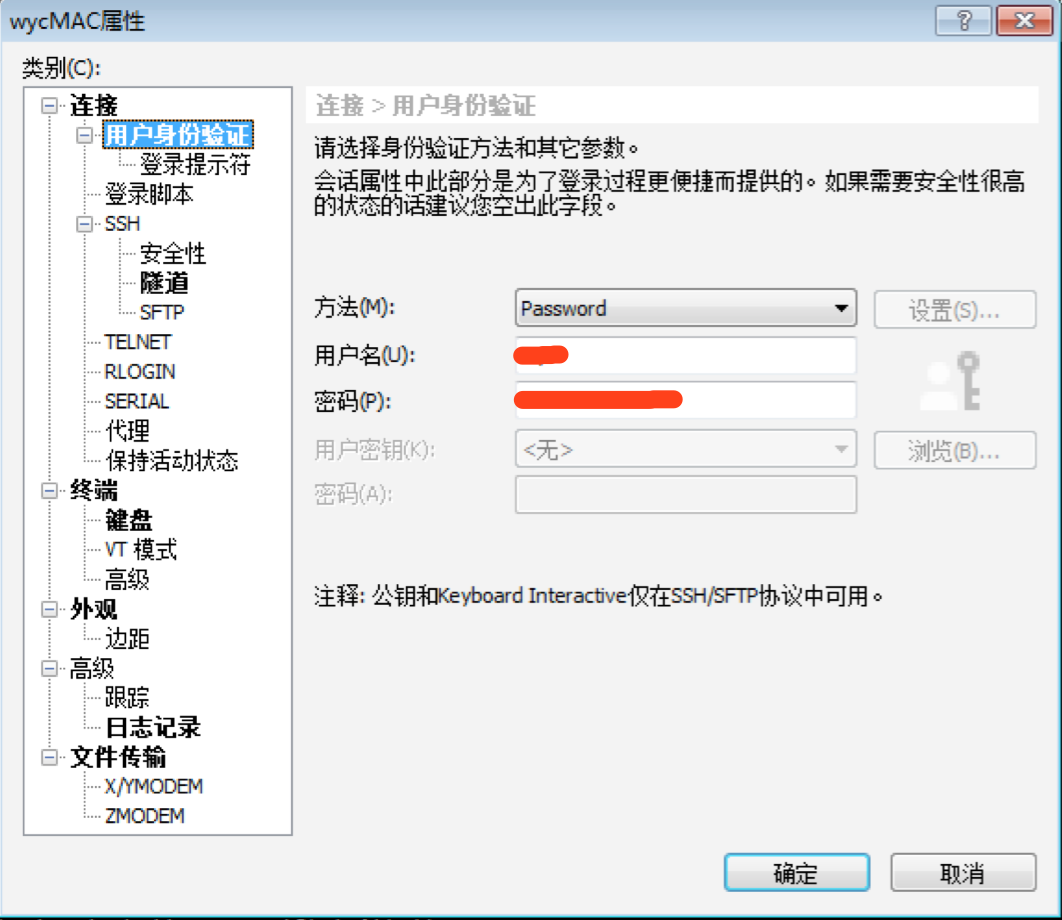 wycMAC属性
?
类别(C):
连接
用户身份验证
登录提示符
登录脚本
SSH
安全性
隧道
SFTP
TELNET
RLOGIN
SERIAL
代理
保持活动状态
终端
键盘
VT 模式
高级
外观
边距
高级
跟踪
日志记录
文件传输
X/YMODEM
ZMODEM
连接 > 用户身份验证
请选择身份验证方法和其它参数。
会话属性中此部分是为了登录过程更便捷而提供的。如果需要安全性很高
的状态的话建议您空出此字段。
方法(M):
Password
设置(S)...
用户名(U):
密码(P):
用户密钥(K):
<无>
浏览(B)...
密码(A):
注释: 公钥和Keyboard Interactive仅在SSH/SFTP协议中可用。
确定
取消